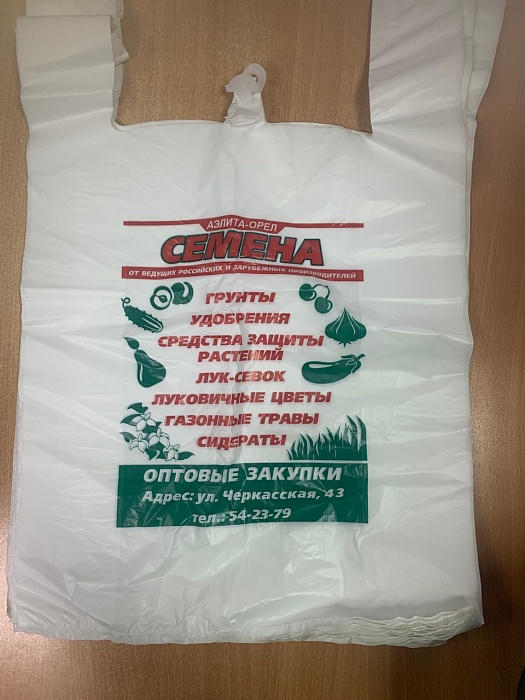 АЭЛИТА-ОРЕЛ
СЕМЕНА
ОТ ВЕДУЩИХ РОССИЙСКИХ И ЗАРУБЕЖНЫХ ПРОИЗВОДИТЕЛЕЙ
ГРУНТЫ
УДОБРЕНИЯ
СРЕДСТВА ЗАЩИТЫ
РАСТЕНИЙ
ЛУК-СЕВОК
ЛУКОВИЧНЫЕ ЦВЕТЫ
ГАЗОННЫЕ ТРАВЫ
СИДЕРАТЫ
ОПТОВЫЕ ЗАКУПКИ
Адрес: ул. Черкасская, 43
тел.: 54-23-79